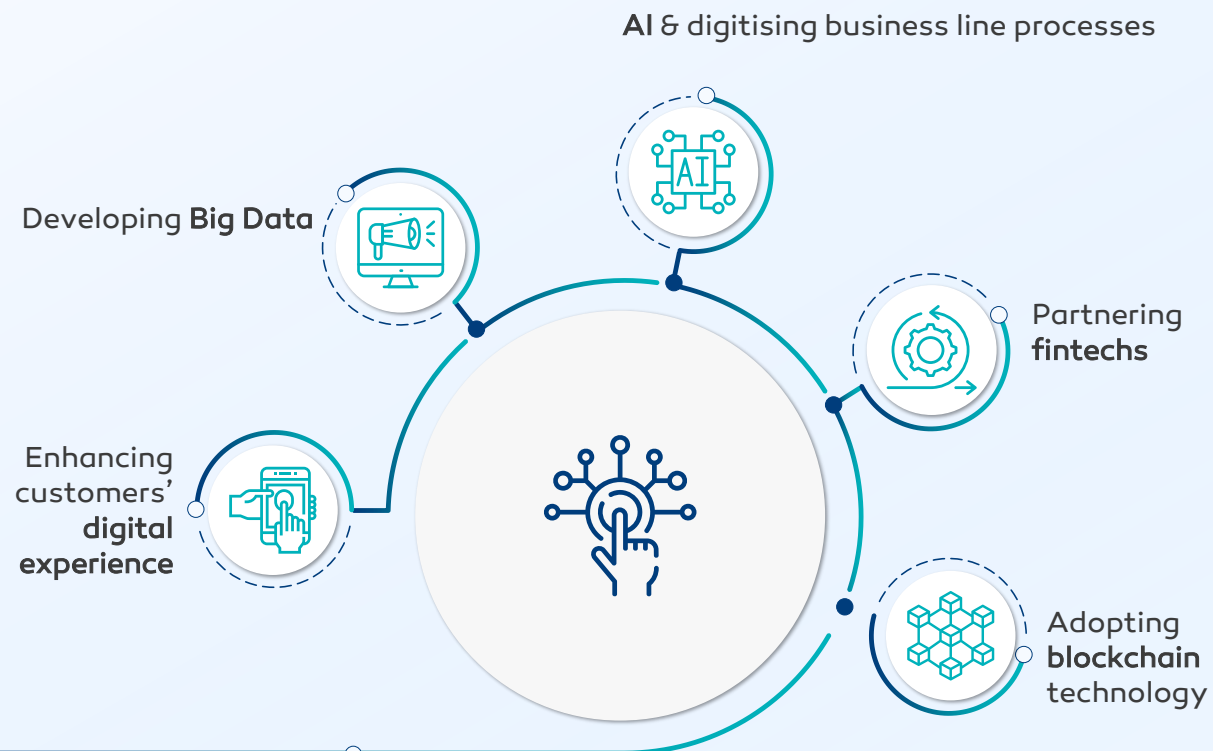 AI & digitising business line processes
Developing Big Data
AI
Partnering
fintechs
Enhancing
customers’
digital
experience
Adopting
blockchain
technology